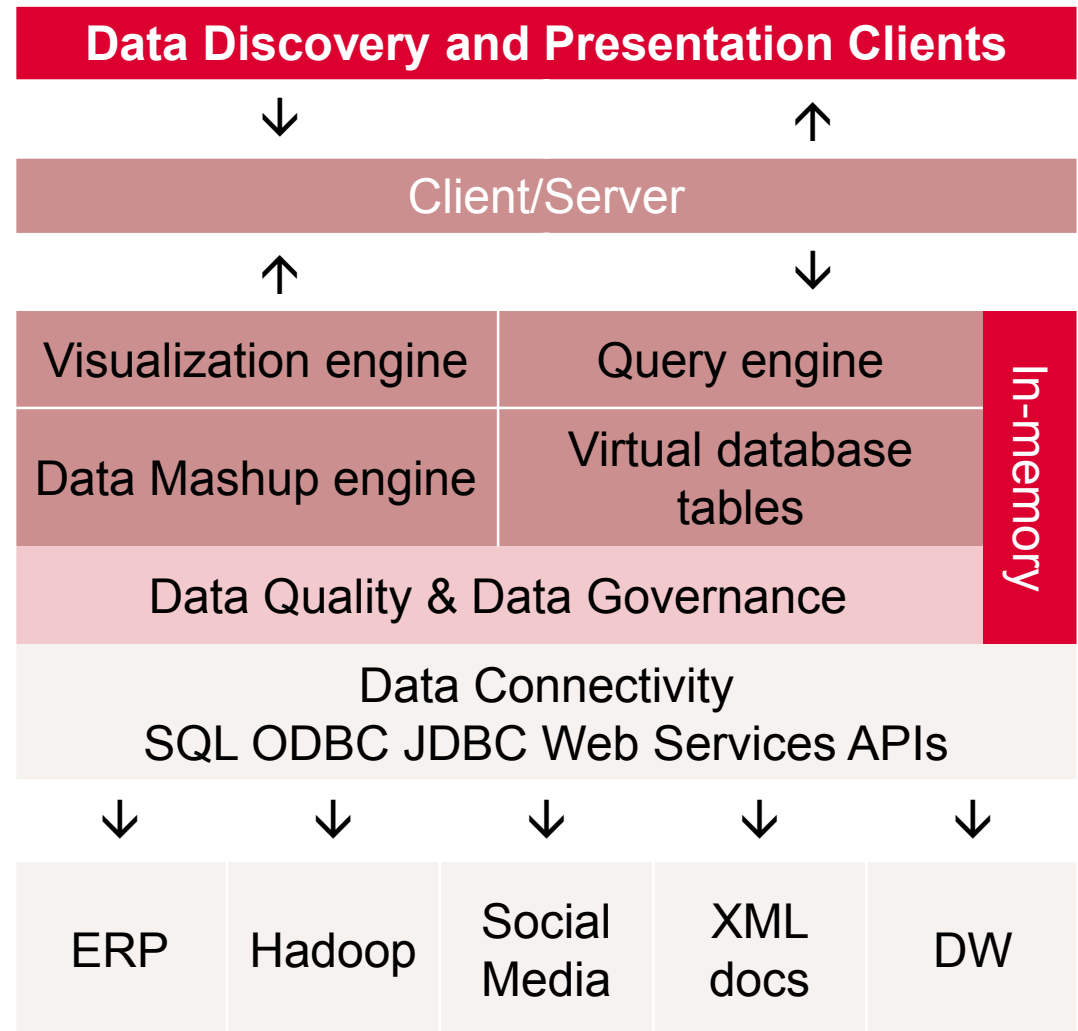 Data Discovery and Presentation Clients
Client/Server
Visualization engine
Query engine
In-memory
Data Mashup engine
Virtual database
tables
Data Quality & Data Governance
Data Connectivity
SQL ODBC JDBC Web Services APIs
ERP
Hadoop
Social
Media
XML
docs
DW